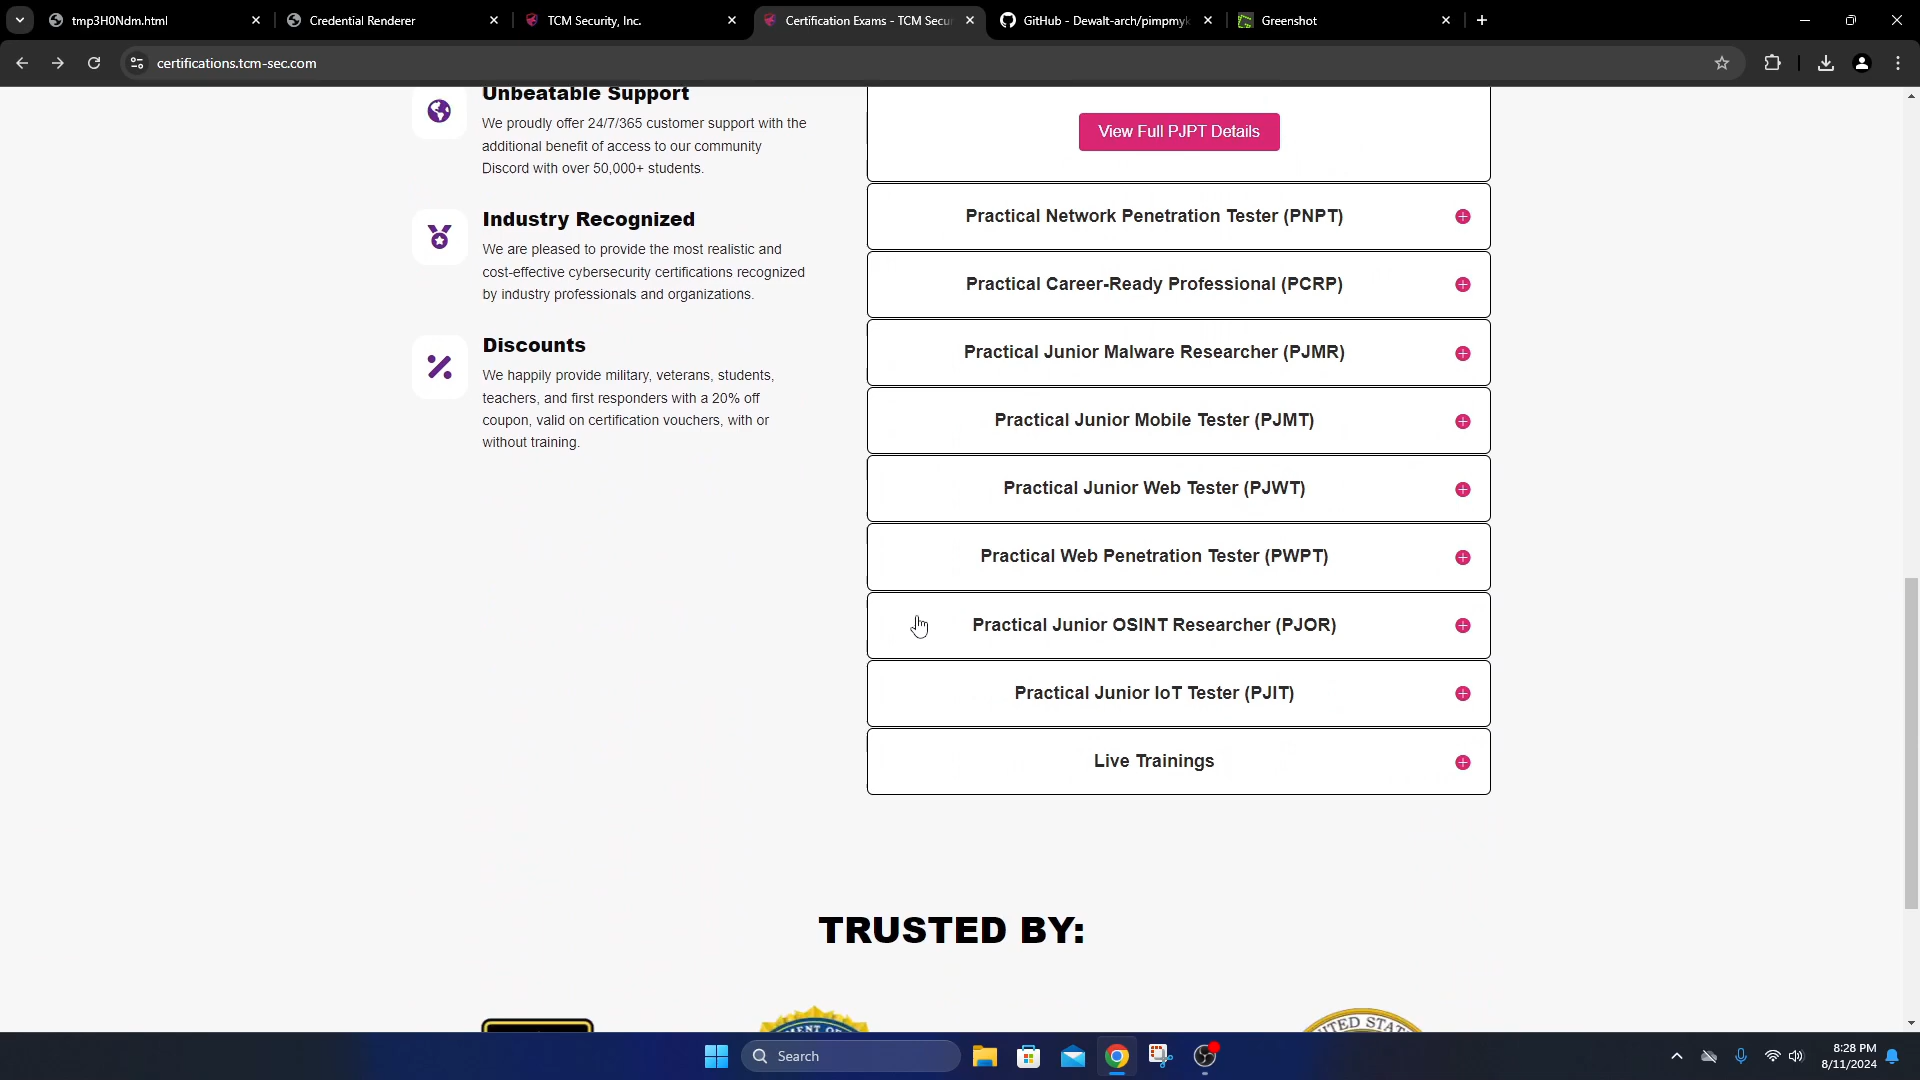 tmp3H0Ndm.html
Credential Renderer
TCM Security, Inc.
Certification Exams - TCM Secu
GitHub - Dewalt-arch/pimpmyk
Greenshot
certifications.tcm-sec.com
Unbeatable Support
We proudly offer 24/7/365 customer support with the
additional benefit of access to our community
Discord with over 50,000+ students.
Industry Recognized
We are pleased to provide the most realistic and
cost-effective cybersecurity certifications recognized
by industry professionals and organizations.
Discounts
We happily provide military, veterans, students,
teachers, and first responders with a 20% off
coupon, valid on certification vouchers, with or
without training.
View Full PJPT Details
Practical Network Penetration Tester (PNPT)
Practical Career-Ready Professional (PCRP)
Practical Junior Malware Researcher (PJMR)
Practical Junior Mobile Tester (PJMT)
Practical Junior Web Tester (PJWT)
Practical Web Penetration Tester (PWPT)
Practical Junior OSINT Researcher (PJOR)
Practical Junior IoT Tester (PJIT)
Live Trainings
TRUSTED BY:
Search
8:28 PM
8/11/2024